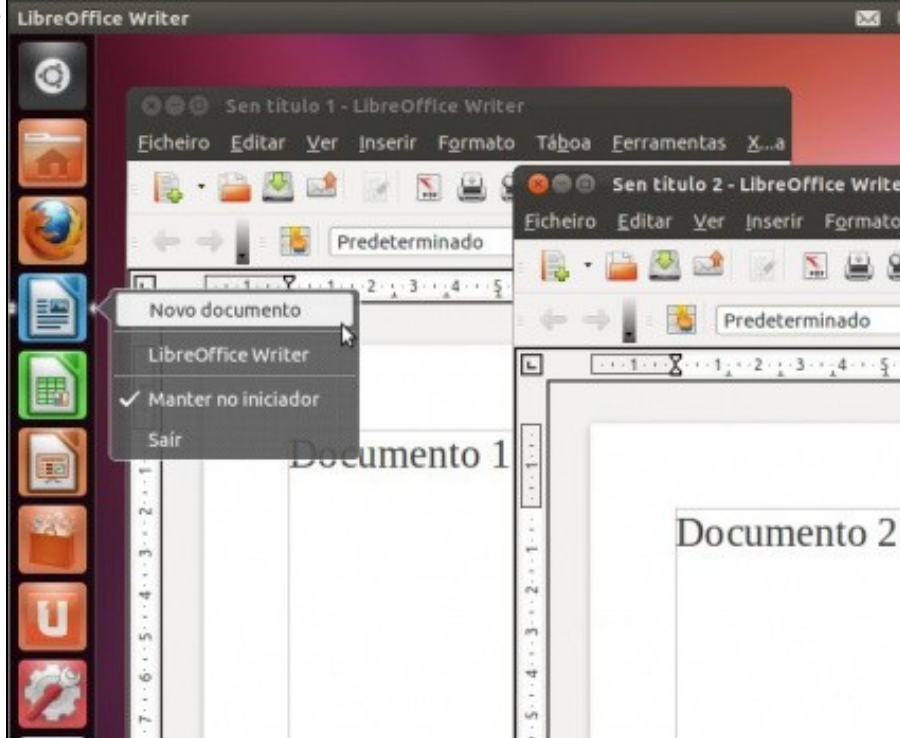 LibreOffice Writer
Sen título 1 - LibreOffice Writer
Ficheiro Editar Ver Inserir Formato Táboa Ferramentas X...a
Predeterminado
Sen título 2 - LibreOffice Write
Ficheiro Editar Ver Inserir Formato
Predeterminado
Novo documento
LibreOffice Writer
Manter no iniciador
Sair
Documento 1
Documento 2